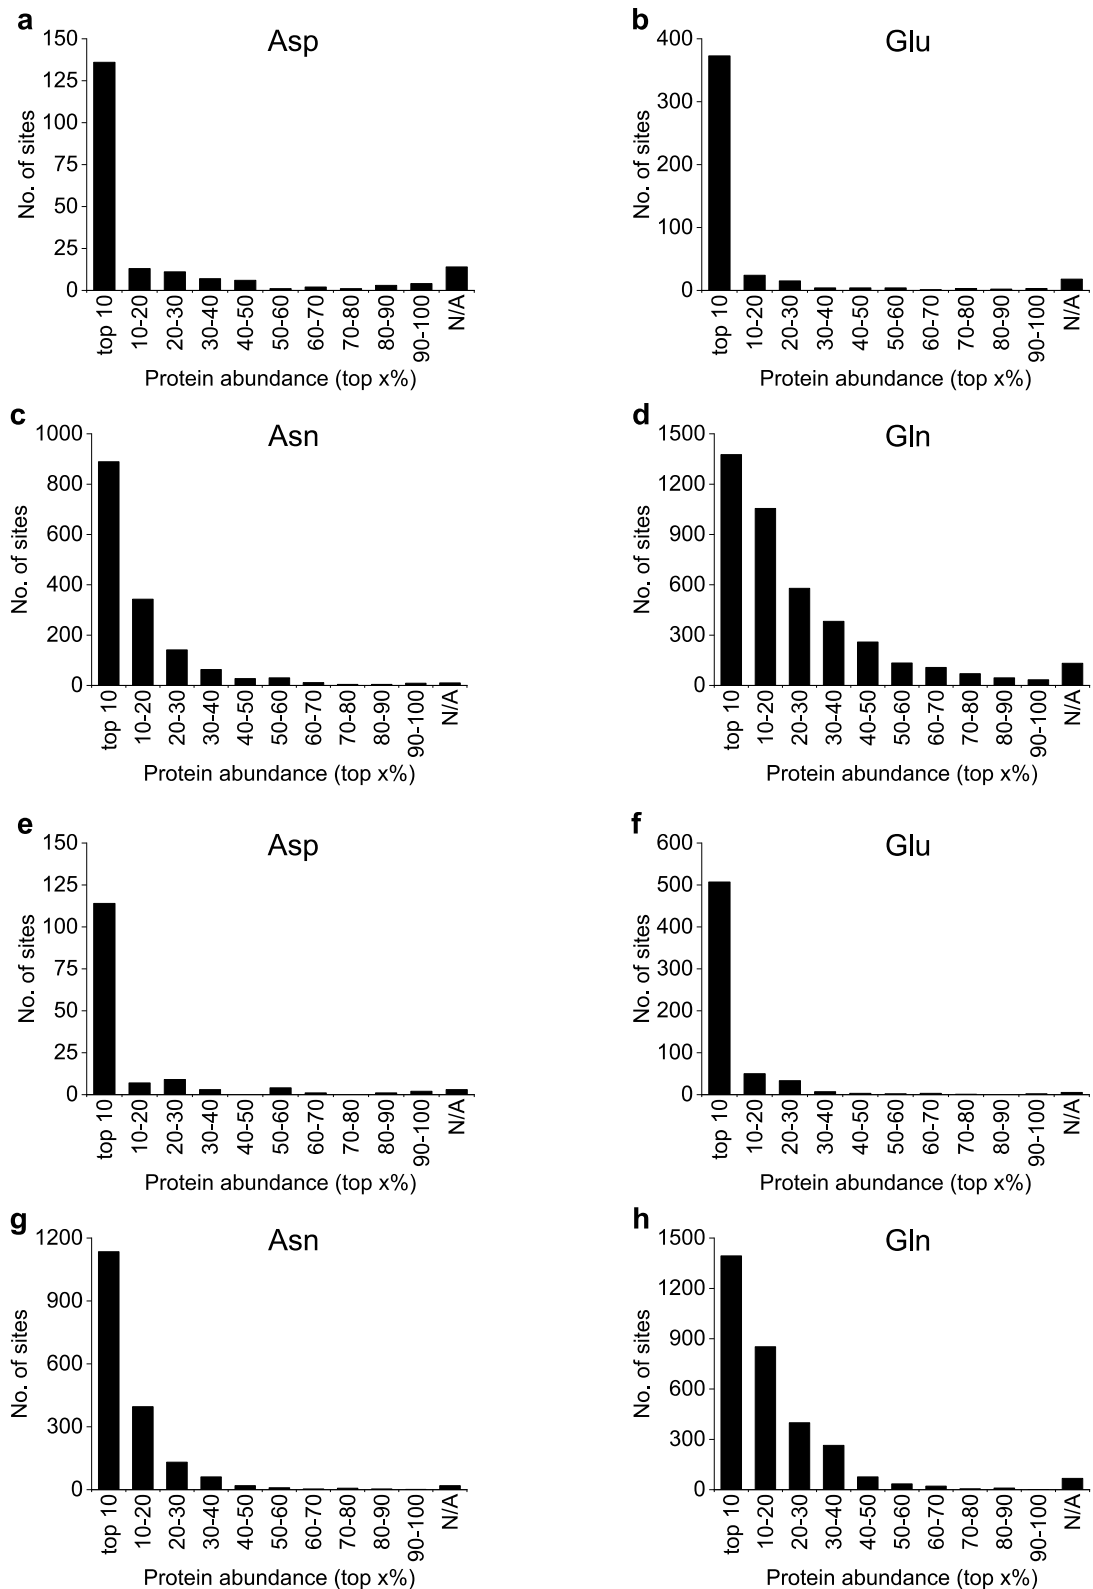 a
Asp
150
125
100
75
50
25
0
No. of sites
top 10
10-20
20-30
30-40
40-50
50-60
60-70
70-80
80-90
90-100
N/A
Protein abundance (top x%)
b
Glu
400
300
200
100
0
No. of sites
top 10
10-20
20-30
30-40
40-50
50-60
60-70
70-80
80-90
90-100
N/A
Protein abundance (top x%)
c
Asn
1000
800
600
400
200
0
No. of sites
top 10
10-20
20-30
30-40
40-50
50-60
60-70
70-80
80-90
90-100
N/A
Protein abundance (top x%)
d
Gln
1500
1200
900
600
300
0
No. of sites
top 10
10-20
20-30
30-40
40-50
50-60
60-70
70-80
80-90
90-100
N/A
Protein abundance (top x%)
e
Asp
150
125
100
75
50
25
0
No. of sites
top 10
10-20
20-30
30-40
40-50
50-60
60-70
70-80
80-90
90-100
N/A
Protein abundance (top x%)
f
Glu
600
500
400
300
200
100
0
No. of sites
top 10
10-20
20-30
30-40
40-50
50-60
60-70
70-80
80-90
90-100
N/A
Protein abundance (top x%)
g
Asn
1200
900
600
300
0
No. of sites
top 10
10-20
20-30
30-40
40-50
50-60
60-70
70-80
80-90
90-100
N/A
Protein abundance (top x%)
h
Gln
1500
1200
900
600
300
0
No. of sites
top 10
10-20
20-30
30-40
40-50
50-60
60-70
70-80
80-90
90-100
N/A
Protein abundance (top x%)